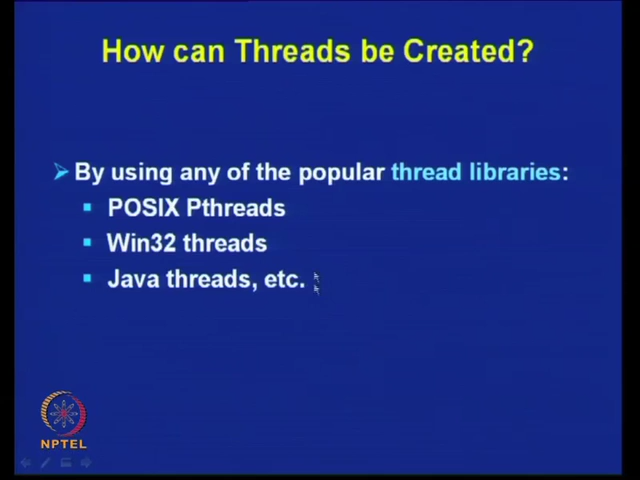 How can Threads be Created?
By using any of the popular thread libraries:
POSIX Pthreads
Win32 threads
Java threads, etc.
NPTEL